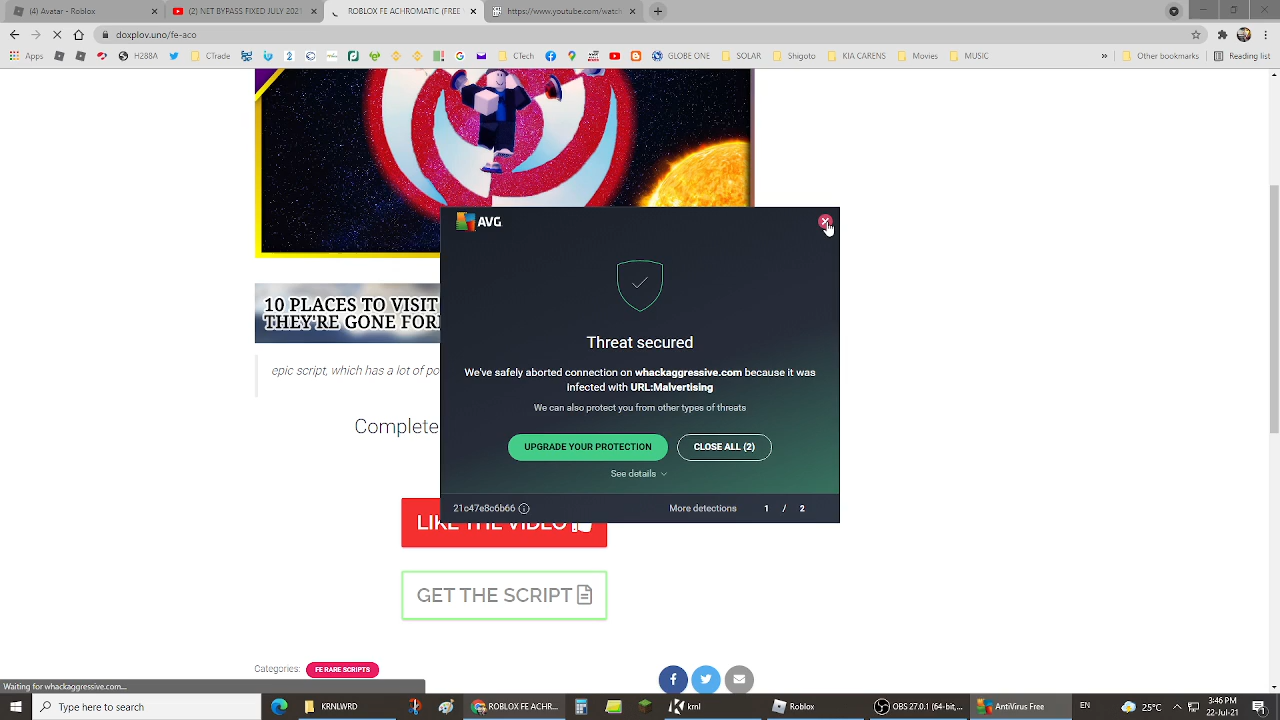 (4) Avatar - Roblox
(2) NET BYPASS FIXED JULY 202
ROBLOX FE ACHROMATIC (FREE
https://www.youtube.com/watch
doxplov.uno/fe-aco
Apps
H288A
CTrade
CTech
GLOBE ONE
SOLAR
Shigoto
KIA CARENS
Movies
MUSIC
Other bookmarks
Reading list
10 PLACES TO VISIT
THEY'RE GONE FOR
epic script, which has a lot of po
Complete
AVG
Threat secured
We've safely aborted connection on whackaggressive.com because it was
infected with URL:Malvertising
We can also protect you from other types of threats
UPGRADE YOUR PROTECTION
CLOSE ALL (2)
See details
21c47e8c6b66
More detections
1 / 2
LIKE THE VIDEO
GET THE SCRIPT
Categories:
FE RARE SCRIPTS
Waiting for whackaggressive.com...
Type here to search
KRNLWRD
ROBLOX FE ACHR...
krnl
Roblox
OBS 27.0.1 (64-bit, ...
AntiVirus Free
25°C
EN
3:46 PM
22-Jul-21